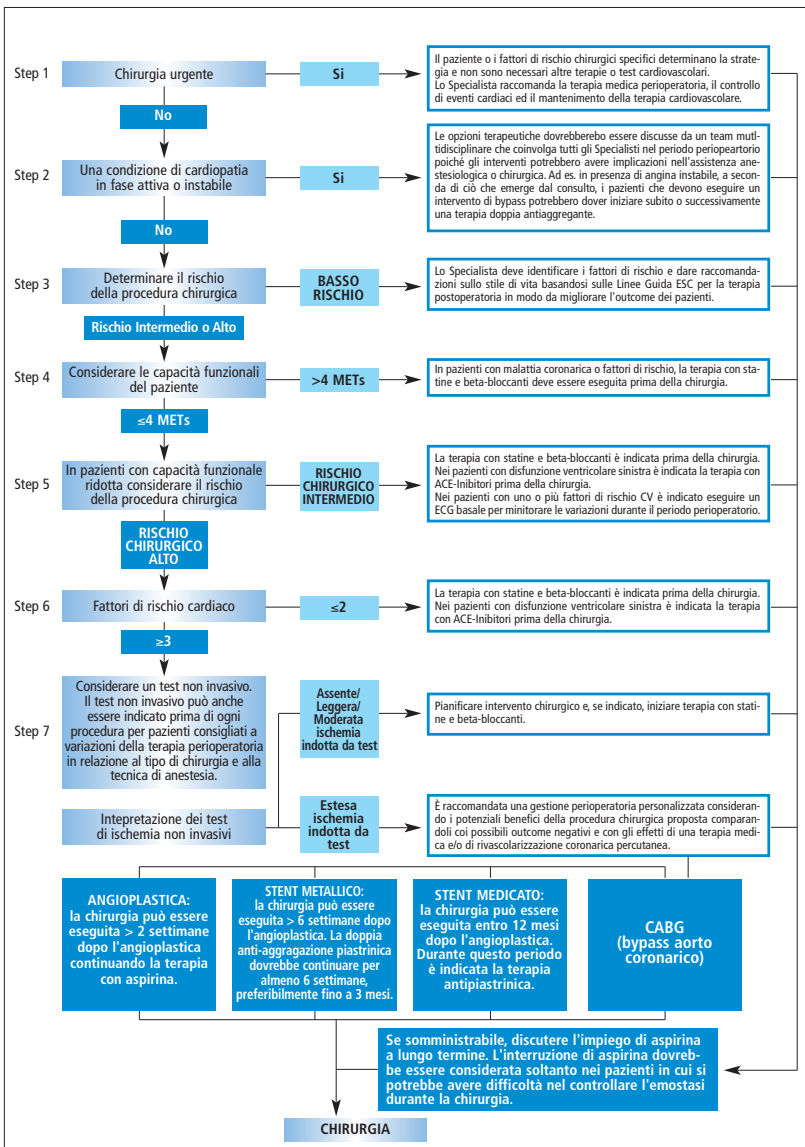 Step 1
Chirurgia urgente
Si
Il paziente o i fattori di rischio chirurgici specifici determinano la strate-
gia e non sono necessari altre terapie o test cardiovascolari.
Lo Specialista raccomanda la terapia medica perioperatoria, il controllo
di eventi cardiaci ed il mantenimento della terapia cardiovascolare.
No
Step 2
Una condizione di cardiopatia
in fase attiva o instabile
Si
Le opzioni terapeutiche dovrebberebo essere discusse da un team mutlti-
disciplinare che coinvolga tutti gli Specialisti nel periodo periopeartorio
poiché gli interventi potrebbero avere implicazioni nell'assistenza ane-
stesiologica o chirurgica. Ad es. in presenza di angina instabile, a secon-
da di ciò che emerge dal consulto, i pazienti che devono eseguire un
intervento di bypass potrebbero dover iniziare subito o successivamente
una terapia doppia antiaggregante.
No
Step 3
Determinare il rischio
della procedura chirurgica
BASSO
RISCHIO
Lo Specialista deve identificare i fattori di rischio e dare raccomanda-
zioni sullo stile di vita basandosi sulle Linee Guida ESC per la terapia
postoperatoria in modo da migliorare l'outcome dei pazienti.
Rischio Intermedio o Alto
Step 4
Considerare le capacità funzionali
del paziente
>4 METs
In pazienti con malattia coronarica o fattori di rischio, la terapia con sta-
tine e beta-bloccanti deve essere eseguita prima della chirurgia.
≤4 METs
Step 5
In pazienti con capacità funzionale
ridotta considerare il rischio
della procedura chirurgica
RISCHIO
CHIRURGICO
INTERMEDIO
La terapia con statine e beta-bloccanti è indicata prima della chirurgia.
Nei pazienti con disfunzione ventricolare sinistra è indicata la terapia con
ACE-Inibitori prima della chirurgia.
Nei pazienti con uno o più fattori di rischio CV è indicato eseguire un
ECG basale per minitorare le variazioni durante il periodo perioperatorio.
RISCHIO
CHIRURGICO
ALTO
Step 6
Fattori di rischio cardiaco
≤2
La terapia con statine e beta-bloccanti è indicata prima della chirurgia.
Nei pazienti con disfunzione ventricolare sinistra è indicata la terapia
con ACE-Inibitori prima della chirurgia.
≥3
Step 7
Considerare un test non invasivo.
Il test non invasivo può anche
essere indicato prima di ogni
procedura per pazienti consigliati a
variazioni della terapia perioperatoria
in relazione al tipo di chirurgia e alla
tecnica di anestesia.
Assente/
Leggera/
Moderata
ischemia
indotta da test
Pianificare intervento chirurgico e, se indicato, iniziare terapia con stati-
ne e beta-bloccanti.
Intepretazione dei test
di ischemia non invasivi
Estesa
ischemia
indotta da
test
È raccomandata una gestione perioperatoria personalizzata consideran-
do i potenziali benefici della procedura chirurgica proposta comparan-
doli coi possibili outcome negativi e con gli effetti di una terapia medi-
ca e/o di rivascolarizzazione coronarica percutanea.
ANGIOPLASTICA:
la chirurgia può essere
eseguita > 2 settimane
dopo l'angioplastica
continuando la terapia
con aspirina.
STENT METALLICO:
la chirurgia può essere
eseguita > 6 settimane dopo
l'angioplastica. La doppia
anti-aggragazione piastrinica
dovrebbe continuare per
almeno 6 settimane,
preferibilmente fino a 3 mesi.
STENT MEDICATO:
la chirurgia può essere
eseguita entro 12 mesi
dopo l'angioplastica.
Durante questo periodo
è indicata la terapia
antipiastrinica.
CABG
(bypass aorto
coronarico)
Se somministrabile, discutere l'impiego di aspirina
a lungo termine. L'interruzione di aspirina dovreb-
be essere considerata soltanto nei pazienti in cui si
potrebbe avere difficoltà nel controllare l'emostasi
durante la chirurgia.
CHIRURGIA